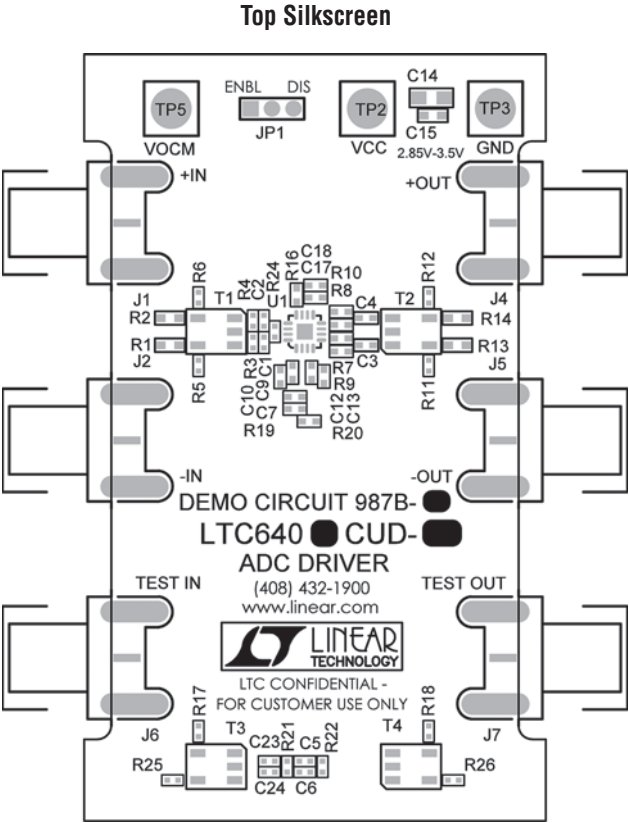 Top Silkscreen
ENBL DIS
C14
TP5
TP2
TP3
JP1
C15
VOCM
VCC
2.85V-3.5V
GND
+IN
+OUT
R6
R4
C2
R24
R16
C18
C17
R10
R8
R12
J1
T1
U1
C4
T2
J4
R2
R14
R1
R13
J2
C3
J5
R5
R3
C1
C9
C10
R7
R9
R11
C7
C12
C13
R19
R20
-IN
-OUT
DEMO CIRCUIT 987B-
LTC640 CUD-
ADC DRIVER
(408) 432-1900
www.linear.com
TEST IN
TEST OUT
LINEAR
TECHNOLOGY
LTC CONFIDENTIAL -
FOR CUSTOMER USE ONLY
R17
R18
J6
T3
T4
J7
C23
R21
C5
R22
R25
R26
C24
C6